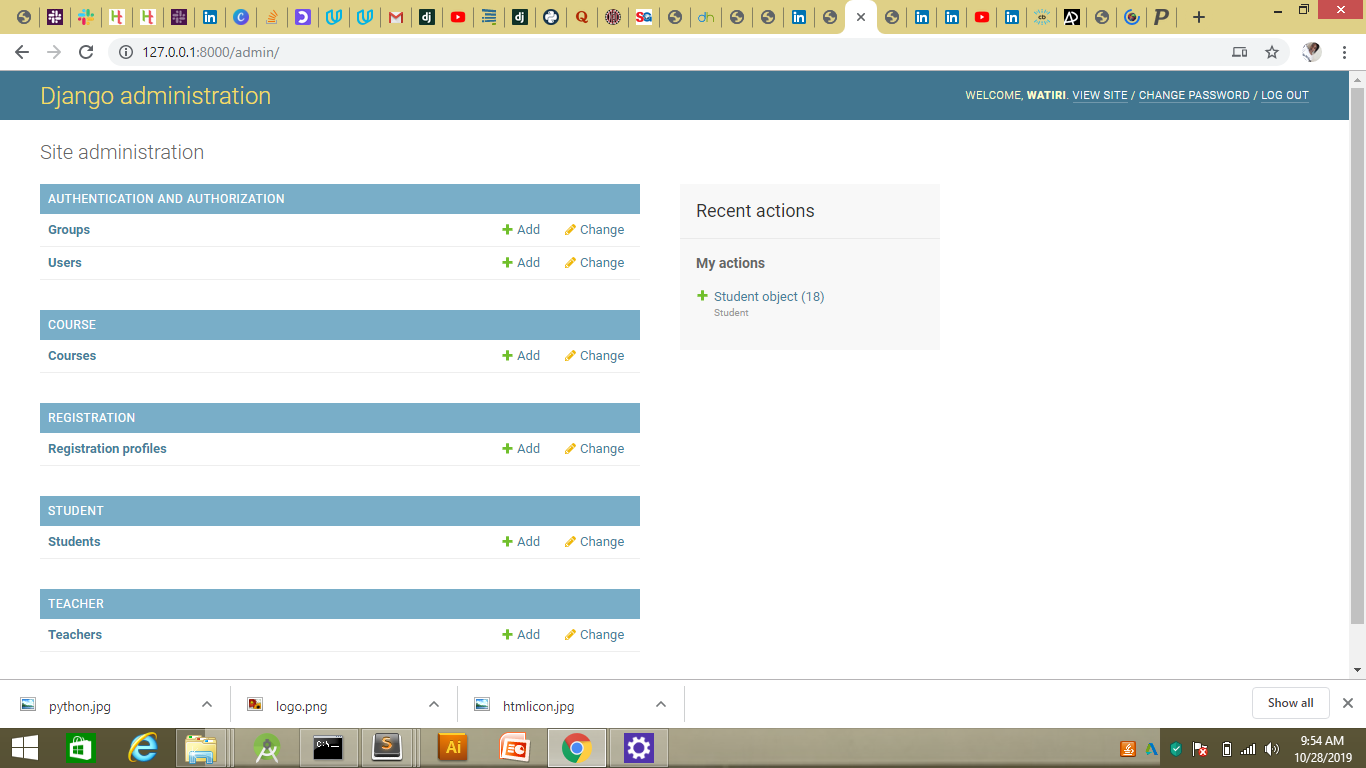 127.0.0.1:8000/admin/
Django administration
WELCOME, WATIRI. VIEW SITE / CHANGE PASSWORD / LOG OUT
Site administration
AUTHENTICATION AND AUTHORIZATION
Groups Add Change
Users Add Change
COURSE
Courses Add Change
REGISTRATION
Registration profiles Add Change
STUDENT
Students Add Change
TEACHER
Teachers Add Change
Recent actions
My actions
Student object (18)
Student
python.jpg
logo.png
htmlicon.jpg
Show all
9:54 AM
10/28/2019